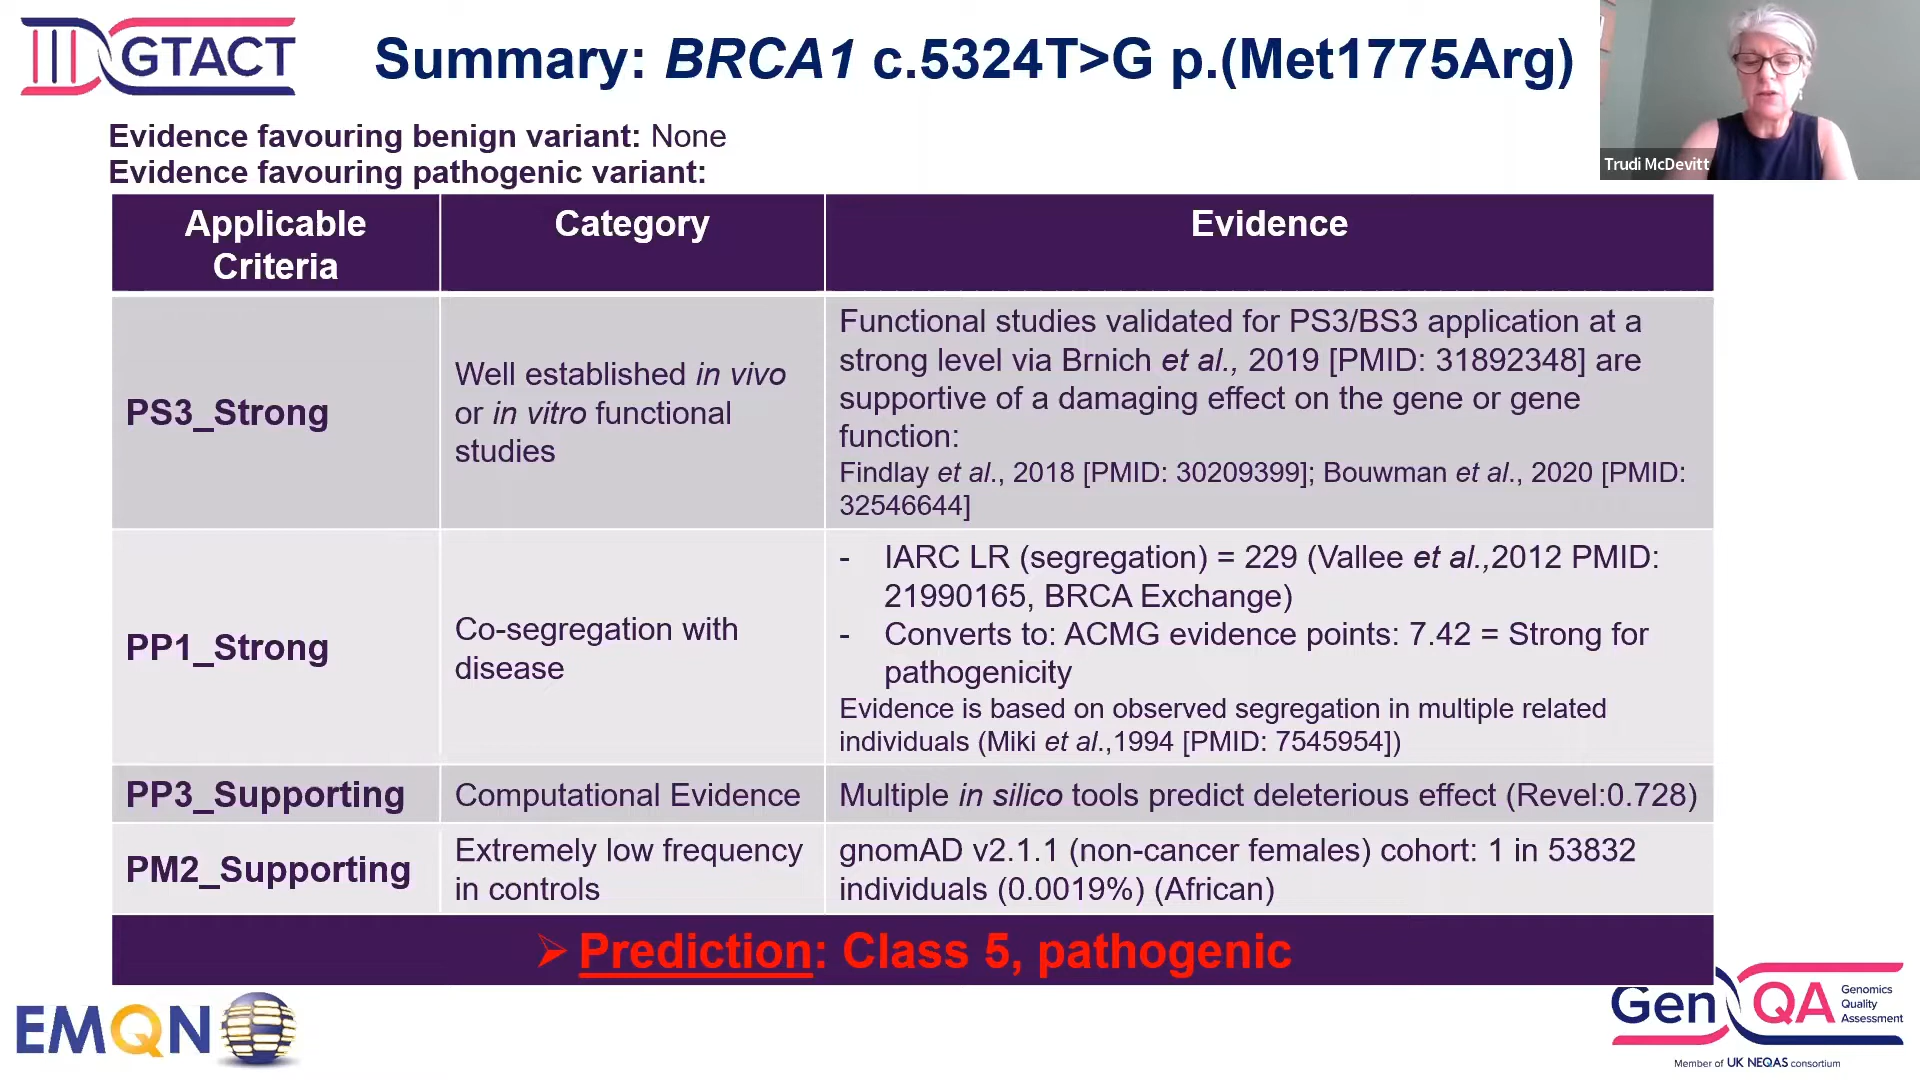 GTACT
Summary: BRCA1 c.5324T>G p.(Met1775Arg)
Trudi McDevitt
Evidence favouring benign variant: None
Evidence favouring pathogenic variant:
Applicable
Criteria
Category
Evidence
PS3_Strong
Well established in vivo
or in vitro functional
studies
Functional studies validated for PS3/BS3 application at a
strong level via Brnich et al., 2019 [PMID: 31892348] are
supportive of a damaging effect on the gene or gene
function:
Findlay et al., 2018 [PMID: 30209399]; Bouwman et al., 2020 [PMID:
32546644]
PP1_Strong
Co-segregation with
disease
- IARC LR (segregation) = 229 (Vallee et al.,2012 PMID:
21990165, BRCA Exchange)
- Converts to: ACMG evidence points: 7.42 = Strong for
pathogenicity
Evidence is based on observed segregation in multiple related
individuals (Miki et al.,1994 [PMID: 7545954])
PP3_Supporting
Computational Evidence
Multiple in silico tools predict deleterious effect (Revel:0.728)
PM2_Supporting
Extremely low frequency
in controls
gnomAD v2.1.1 (non-cancer females) cohort: 1 in 53832
individuals (0.0019%) (African)
➢ Prediction: Class 5, pathogenic
EMQN
GenQA
Genomics
Quality
Assessment
Member of UK NEQAS consortium